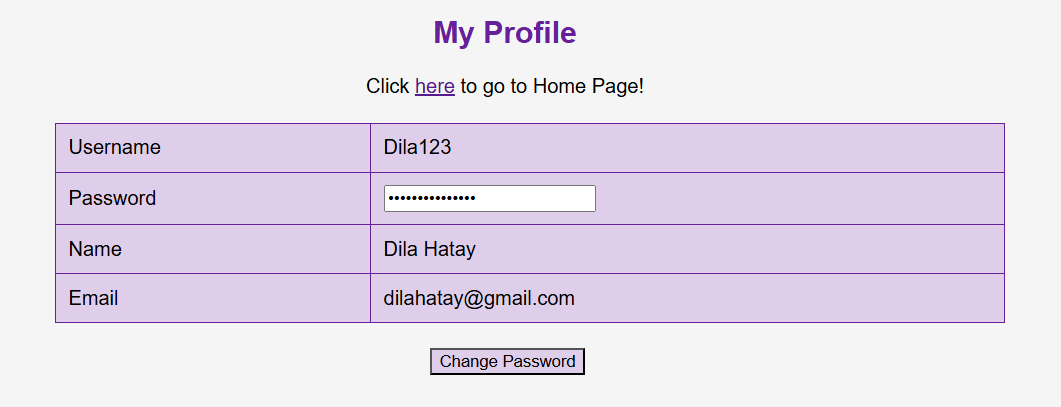 My Profile
Click here to go to Home Page!
Username Dila123
Password •••••••••••••••
Name Dila Hatay
Email dilahatay@gmail.com
Change Password